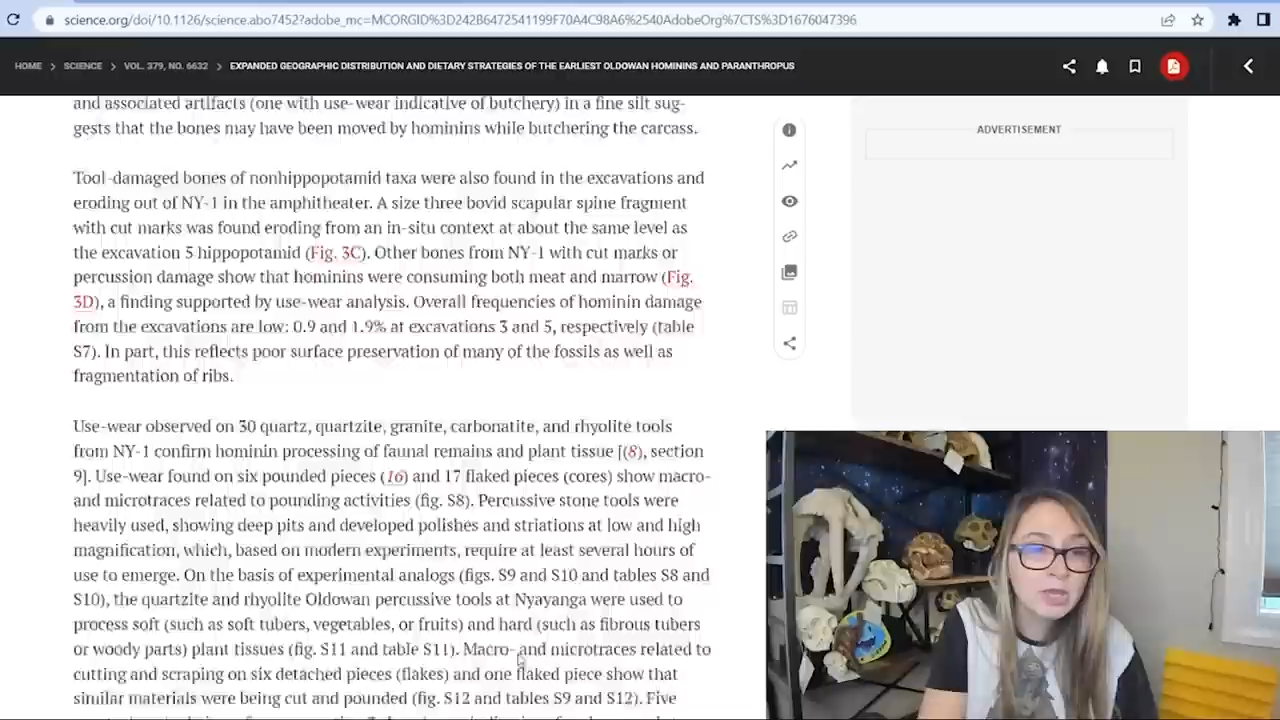 science.org/doi/10.1126/science.abo7452?adobe_mc=MCORGID%3D242B6472541199F70A4C98A6%2540AdobeOrg%7CTS%3D1676047396
HOME > SCIENCE > VOL. 379, NO. 6632 > EXPANDED GEOGRAPHIC DISTRIBUTION AND DIETARY STRATEGIES OF THE EARLIEST OLDOWAN HOMININS AND PARANTHROPUS
and associated artifacts (one with use-wear indicative of butchery) in a fine silt sug-
gests that the bones may have been moved by hominins while butchering the carcass.
Tool-damaged bones of nonhippopotamid taxa were also found in the excavations and
eroding out of NY-1 in the amphitheater. A size three bovid scapular spine fragment
with cut marks was found eroding from an in-situ context at about the same level as
the excavation 5 hippopotamid (Fig. 3C). Other bones from NY-1 with cut marks or
percussion damage show that hominins were consuming both meat and marrow (Fig.
3D), a finding supported by use-wear analysis. Overall frequencies of hominin damage
from the excavations are low: 0.9 and 1.9% at excavations 3 and 5, respectively (table
S7). In part, this reflects poor surface preservation of many of the fossils as well as
fragmentation of ribs.
Use-wear observed on 30 quartz, quartzite, granite, carbonatite, and rhyolite tools
from NY-1 confirm hominin processing of faunal remains and plant tissue [(8), section
9]. Use-wear found on six pounded pieces (16) and 17 flaked pieces (cores) show macro-
and microtraces related to pounding activities (fig. S8). Percussive stone tools were
heavily used, showing deep pits and developed polishes and striations at low and high
magnification, which, based on modern experiments, require at least several hours of
use to emerge. On the basis of experimental analogs (figs. S9 and S10 and tables S8 and
S10), the quartzite and rhyolite Oldowan percussive tools at Nyayanga were used to
process soft (such as soft tubers, vegetables, or fruits) and hard (such as fibrous tubers
or woody parts) plant tissues (fig. S11 and table S11). Macro- and microtraces related to
cutting and scraping on six detached pieces (flakes) and one flaked piece show that
similar materials were being cut and pounded (fig. S12 and tables S9 and S12). Five
ADVERTISEMENT